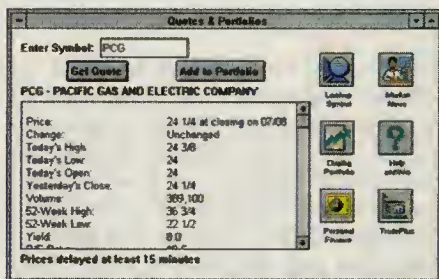 Quotes & Portfolios
Enter Symbol: PCG
Get Quote Add to Portfolio
PCG - PACIFIC GAS AND ELECTRIC COMPANY
Price: 24 1/4 at closing on 07/08
Change: Unchanged
Today's High: 24 3/8
Today's Low: 24
Today's Open: 24
Yesterday's Close: 24 1/4
Volume: 389,100
52-Week High: 36 3/4
52-Week Low: 22 1/2
Yield: 8.0
Prices delayed at least 15 minutes
Lookup Symbol
Market News
Display Portfolio
Help
Personal Finance
TradePlus